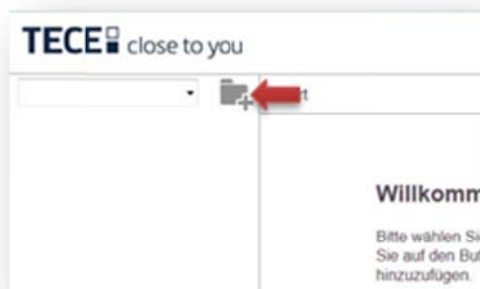 TECE close to you
Willkomm
Bitte wählen Si
Sie auf den But
hinzuzufügen.